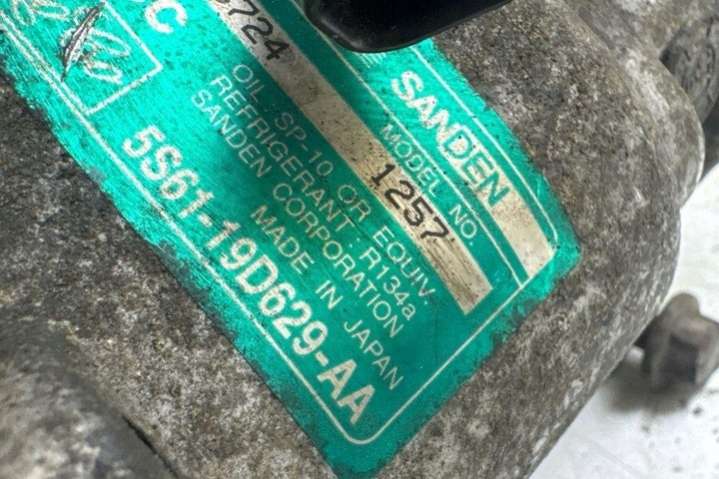 SANDEN
MODEL NO.
1257
724
OIL SP-10 OR EQUIV.
REFRIGERANT R134a
SANDEN CORPORATION
MADE IN JAPAN
5S61-19D629-AA